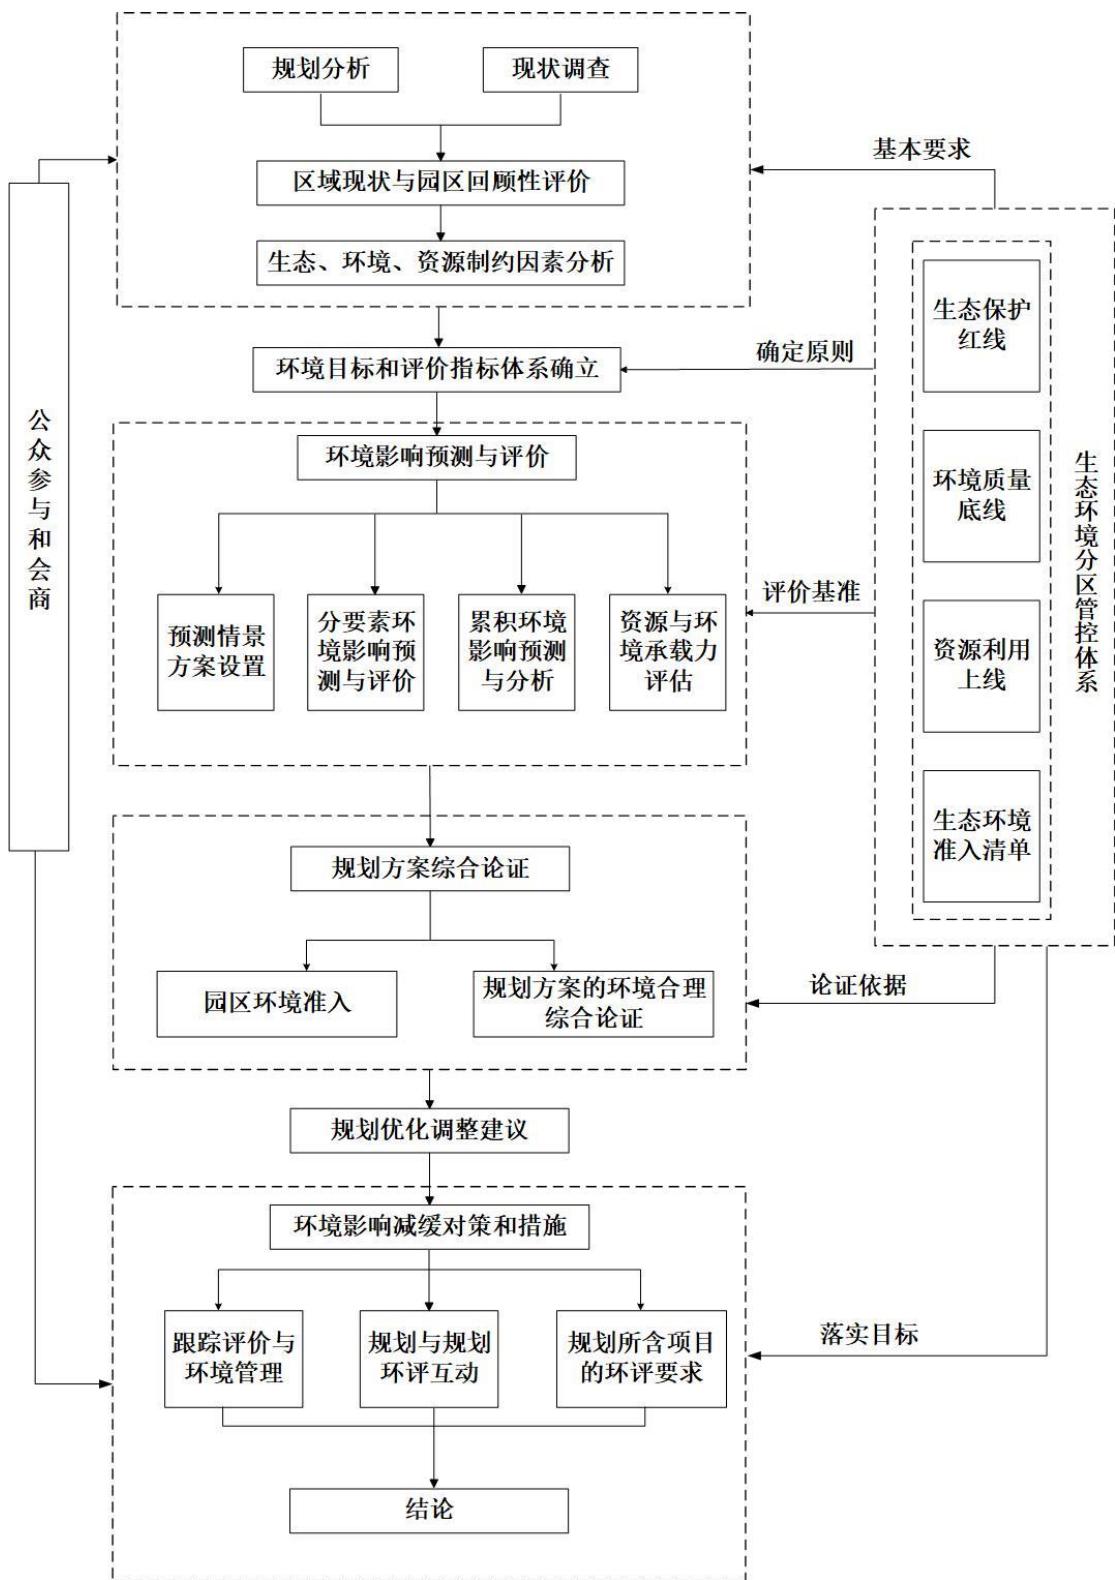 规划分析
现状调查
区域现状与园区回顾性评价
生态、环境、资源制约因素分析
基本要求
环境目标和评价指标体系确立
确定原则
公众参与和会商
环境影响预测与评价
预测情景
方案设置
分要素环
境影响预
测与评价
累积环境
影响预测
与分析
资源与环
境承载力
评估
评价基准
生态保护
红线
环境质量
底线
资源利用
上线
生态环境
准入清单
生态环境分区管控体系
规划方案综合论证
园区环境准入
规划方案的环境合理
综合论证
论证依据
规划优化调整建议
环境影响减缓对策和措施
跟踪评价与
环境管理
规划与规划
环评互动
规划所含项目
的环评要求
落实目标
结论